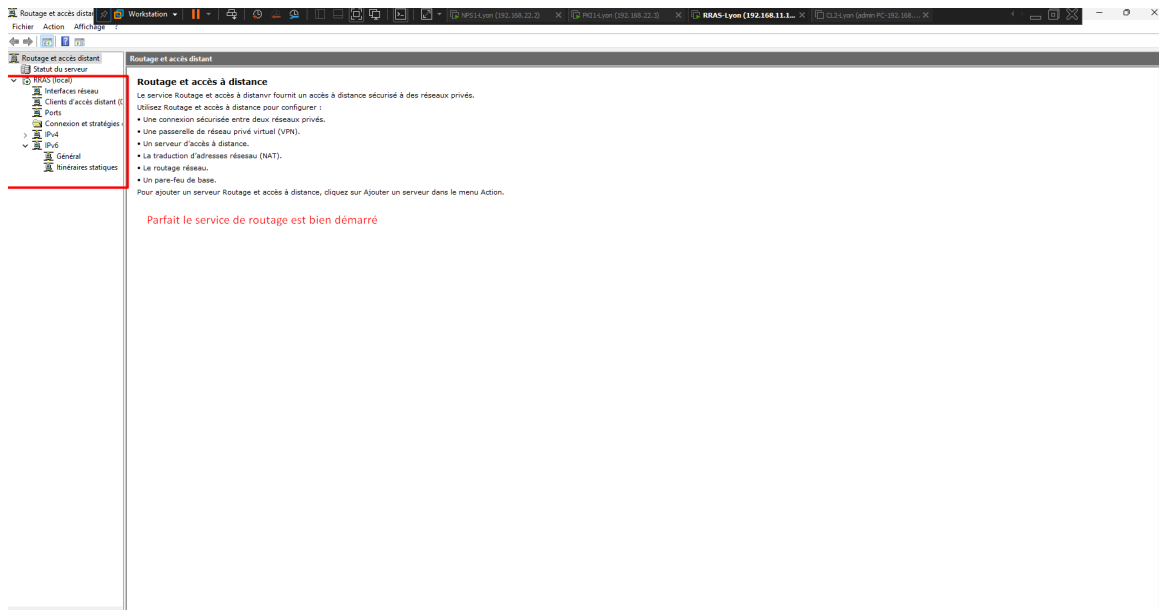 Routage et accès distan
Workstation
NPS1-Lyon (192.168.22.2)
PKI1-Lyon (192.168.22.3)
RRAS-Lyon (192.168.11.1...
CL2-Lyon (admin PC-192.168....
Fichier Action Affichage ?
Routage et accès distant
Statut du serveur
RRAS (local)
Interfaces réseau
Clients d'accès distant (0
Ports
Connexion et stratégies
IPv4
IPv6
Général
Itinéraires statiques
Routage et accès distant
Routage et accès à distance
Le service Routage et accès à distanvr fournit un accès à distance sécurisé à des réseaux privés.
Utilisez Routage et accès à distance pour configurer :
• Une connexion sécurisée entre deux réseaux privés.
• Une passerelle de réseau privé virtuel (VPN).
• Un serveur d'accès à distance.
• La traduction d'adresses résesau (NAT).
• Le routage réseau.
• Un pare-feu de base.
Pour ajouter un serveur Routage et accès à distance, cliquez sur Ajouter un serveur dans le menu Action.
Parfait le service de routage est bien démarré